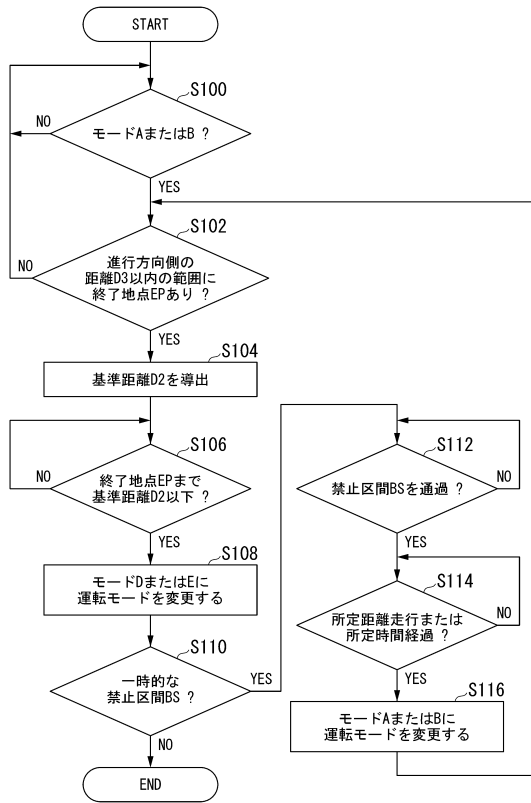 START
S100
モードAまたはB ?
NO
YES
S102
進行方向側の
距離D3以内の範囲に
終了地点EPあり ?
NO
YES
S104
基準距離D2を導出
S106
終了地点EPまで
基準距離D2以下 ?
NO
YES
S108
モードDまたはEに
運転モードを変更する
S110
一時的な
禁止区間BS ?
YES
NO
END
S112
禁止区間BSを通過 ?
NO
YES
S114
所定距離走行または
所定時間経過 ?
NO
YES
S116
モードAまたはBに
運転モードを変更する